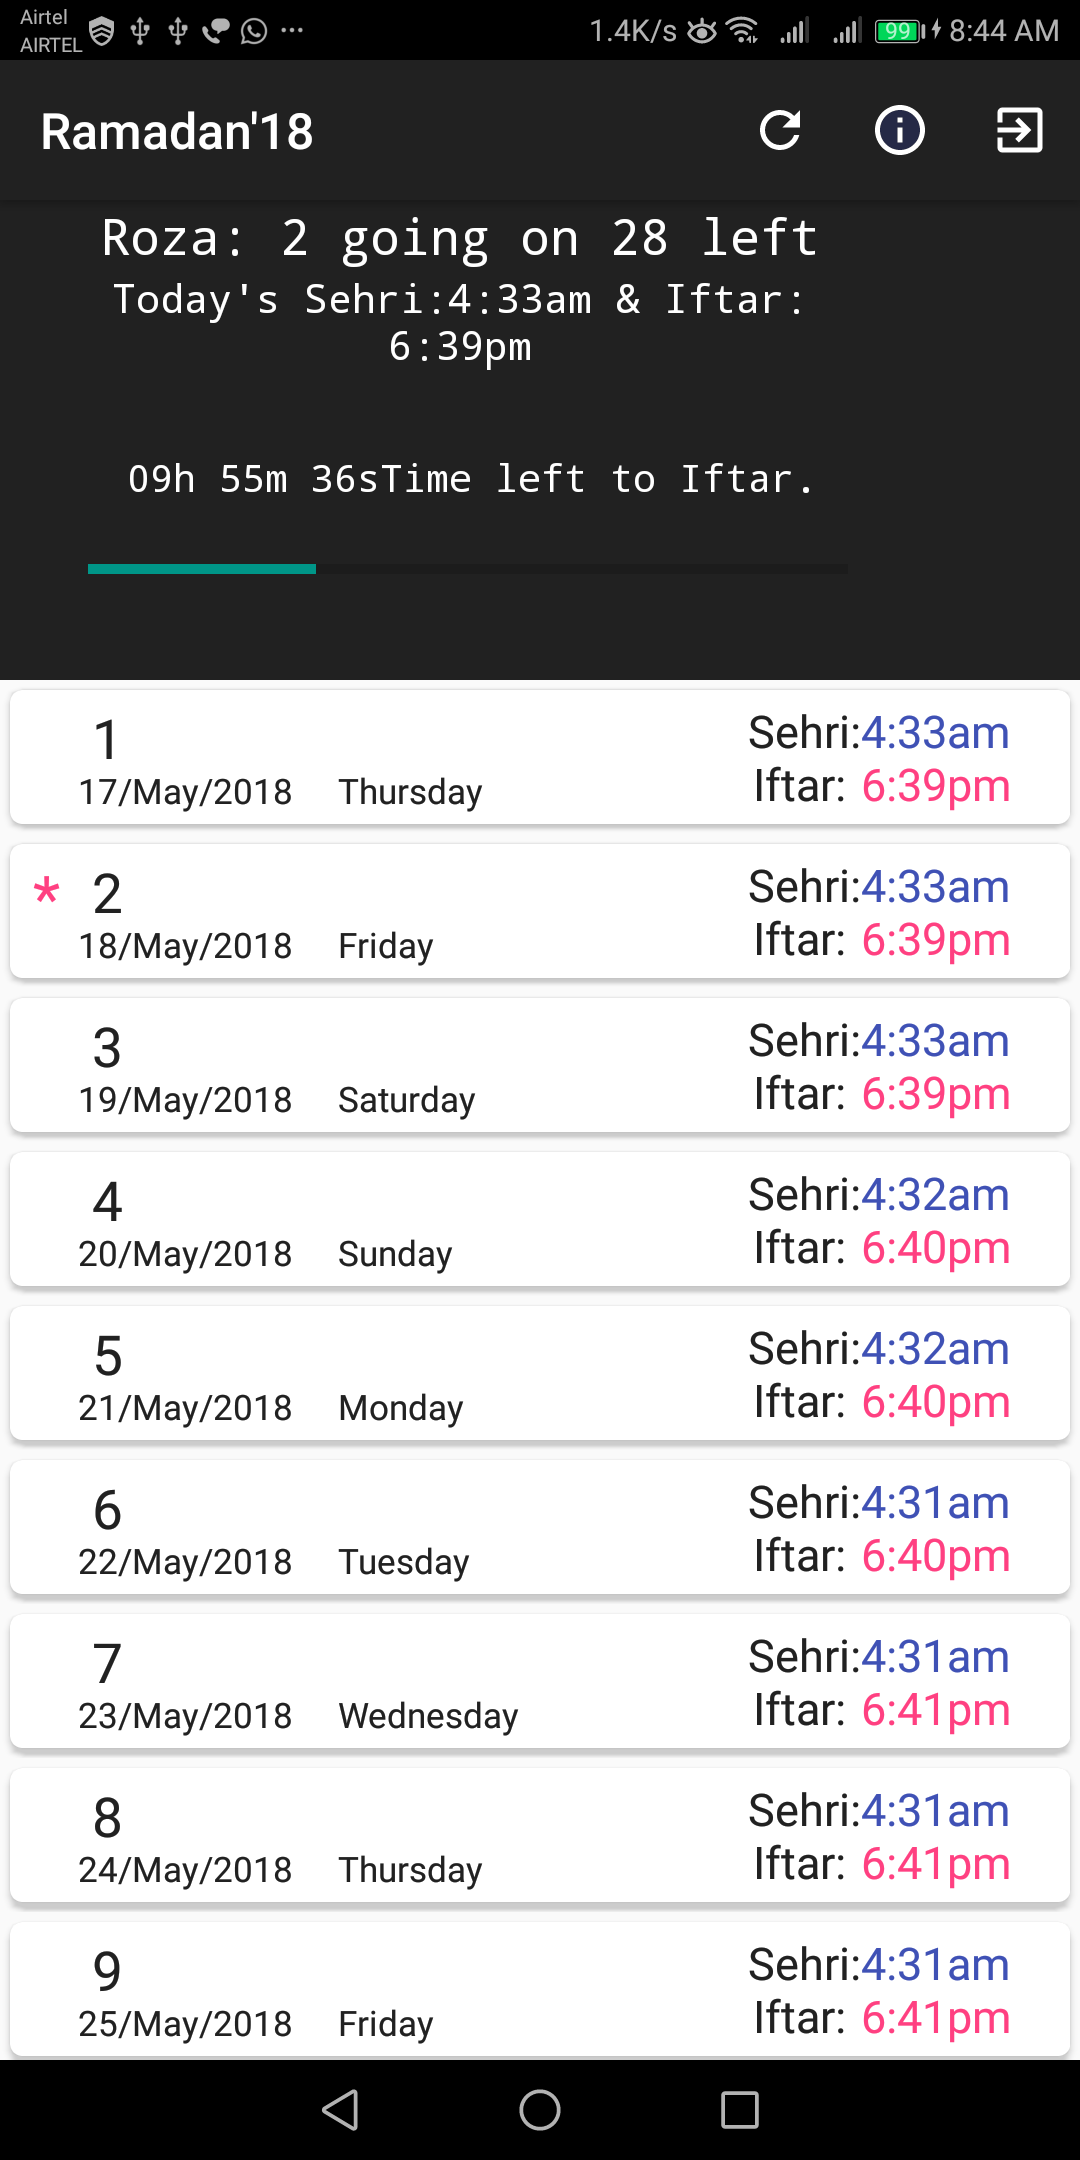 Airtel
AIRTEL
1.4K/s 99 8:44 AM
Ramadan'18
Roza: 2 going on 28 left
Today's Sehri:4:33am & Iftar:
6:39pm
09h 55m 36sTime left to Iftar.
1
Sehri:4:33am
17/May/2018 Thursday
Iftar: 6:39pm
* 2
Sehri:4:33am
18/May/2018 Friday
Iftar: 6:39pm
3
Sehri:4:33am
19/May/2018 Saturday
Iftar: 6:39pm
4
Sehri:4:32am
20/May/2018 Sunday
Iftar: 6:40pm
5
Sehri:4:32am
21/May/2018 Monday
Iftar: 6:40pm
6
Sehri:4:31am
22/May/2018 Tuesday
Iftar: 6:40pm
7
Sehri:4:31am
23/May/2018 Wednesday
Iftar: 6:41pm
8
Sehri:4:31am
24/May/2018 Thursday
Iftar: 6:41pm
9
Sehri:4:31am
25/May/2018 Friday
Iftar: 6:41pm